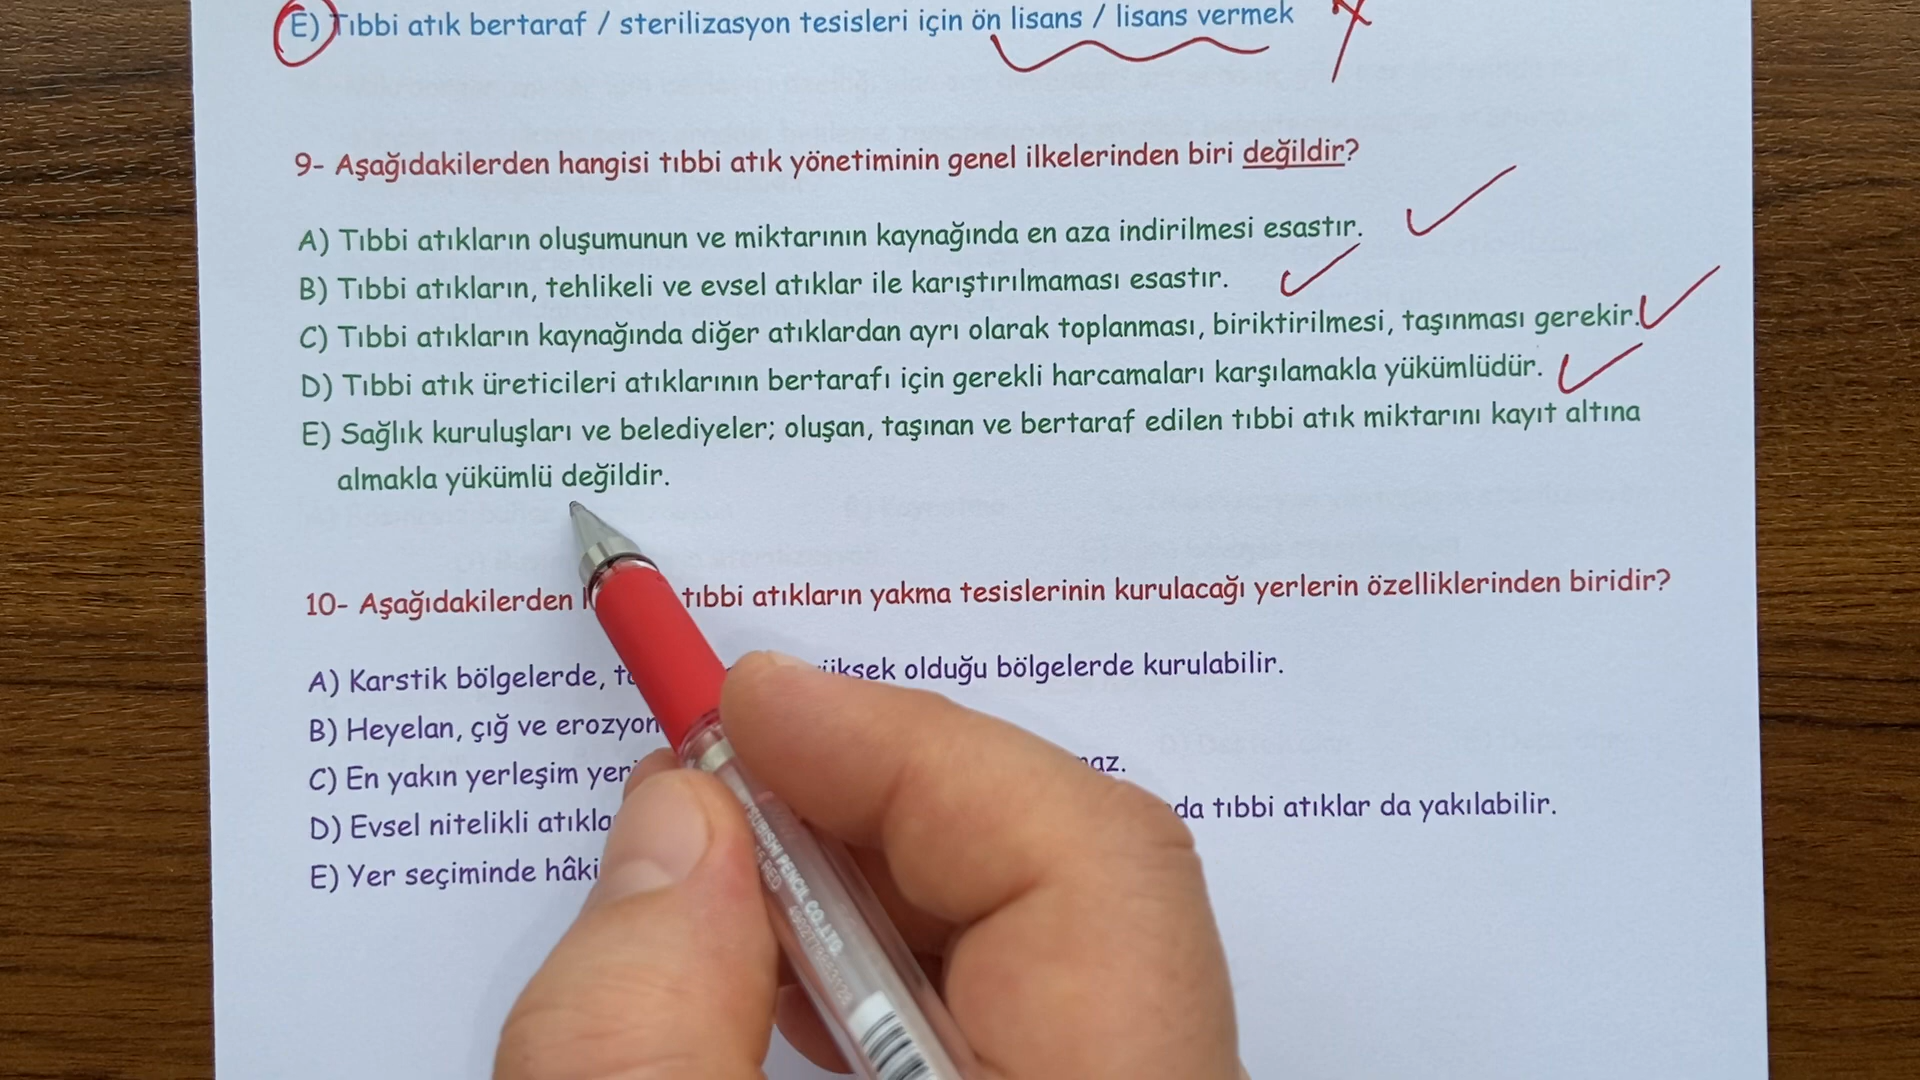 E) Tıbbi atık bertaraf / sterilizasyon tesisleri için ön lisans / lisans vermek
9- Aşağıdakilerden hangisi tıbbi atık yönetiminin genel ilkelerinden biri değildir?
A) Tıbbi atıkların oluşumunun ve miktarının kaynağında en aza indirilmesi esastır.
B) Tıbbi atıkların, tehlikeli ve evsel atıklar ile karıştırılmaması esastır.
C) Tıbbi atıkların kaynağında diğer atıklardan ayrı olarak toplanması, biriktirilmesi, taşınması gerekir.
D) Tıbbi atık üreticileri atıklarının bertarafı için gerekli harcamaları karşılamakla yükümlüdür.
E) Sağlık kuruluşları ve belediyeler; oluşan, taşınan ve bertaraf edilen tıbbi atık miktarını kayıt altına
almakla yükümlü değildir.
10- Aşağıdakilerden tıbbi atıkların yakma tesislerinin kurulacağı yerlerin özelliklerinden biridir?
A) Karstik bölgelerde, olduğu bölgelerde kurulabilir.
B) Heyelan, çığ ve erozyon
C) En yakın yerleşim
D) Evsel nitelikli tıbbi atıklar da yakılabilir.
E) Yer seçiminde
MITSUBISHI PENCIL CO.,LTD.
RED